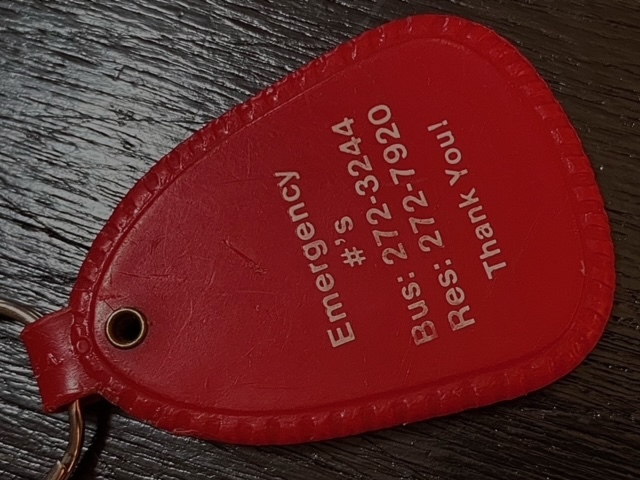 Emergency
#'s
Bus: 272-3244
Res: 272-7920
Thank You!